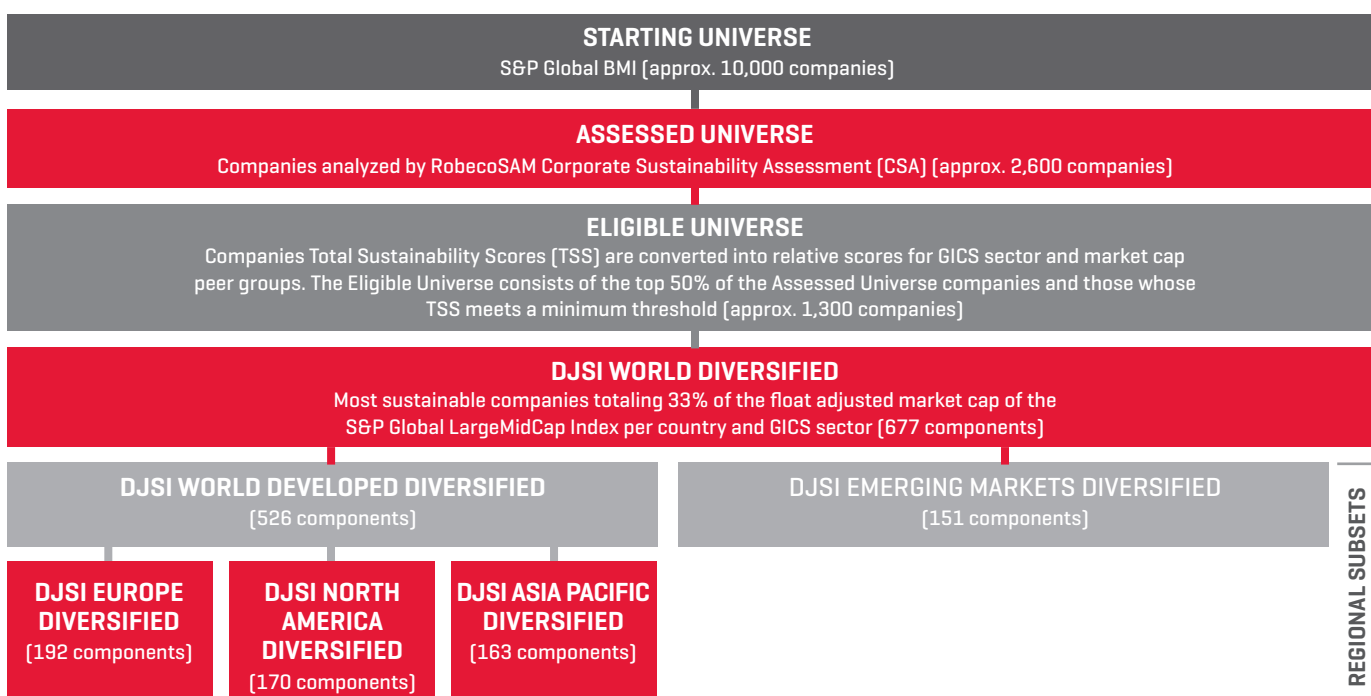 STARTING UNIVERSE
S&P Global BMI (approx. 10,000 companies)
ASSESSED UNIVERSE
Companies analyzed by RobecoSAM Corporate Sustainability Assessment (CSA) (approx. 2,600 companies)
ELIGIBLE UNIVERSE
Companies Total Sustainability Scores (TSS) are converted into relative scores for GICS sector and market cap
peer groups. The Eligible Universe consists of the top 50% of the Assessed Universe companies and those whose
TSS meets a minimum threshold (approx. 1,300 companies)
DJSI WORLD DIVERSIFIED
Most sustainable companies totaling 33% of the float adjusted market cap of the
S&P Global LargeMidCap Index per country and GICS sector (677 components)
DJSI WORLD DEVELOPED DIVERSIFIED
(526 components)
DJSI EMERGING MARKETS DIVERSIFIED
(151 components)
DJSI EUROPE
DIVERSIFIED
(192 components)
DJSI NORTH
AMERICA
DIVERSIFIED
(170 components)
DJSI ASIA PACIFIC
DIVERSIFIED
(163 components)
REGIONAL SUBSETS